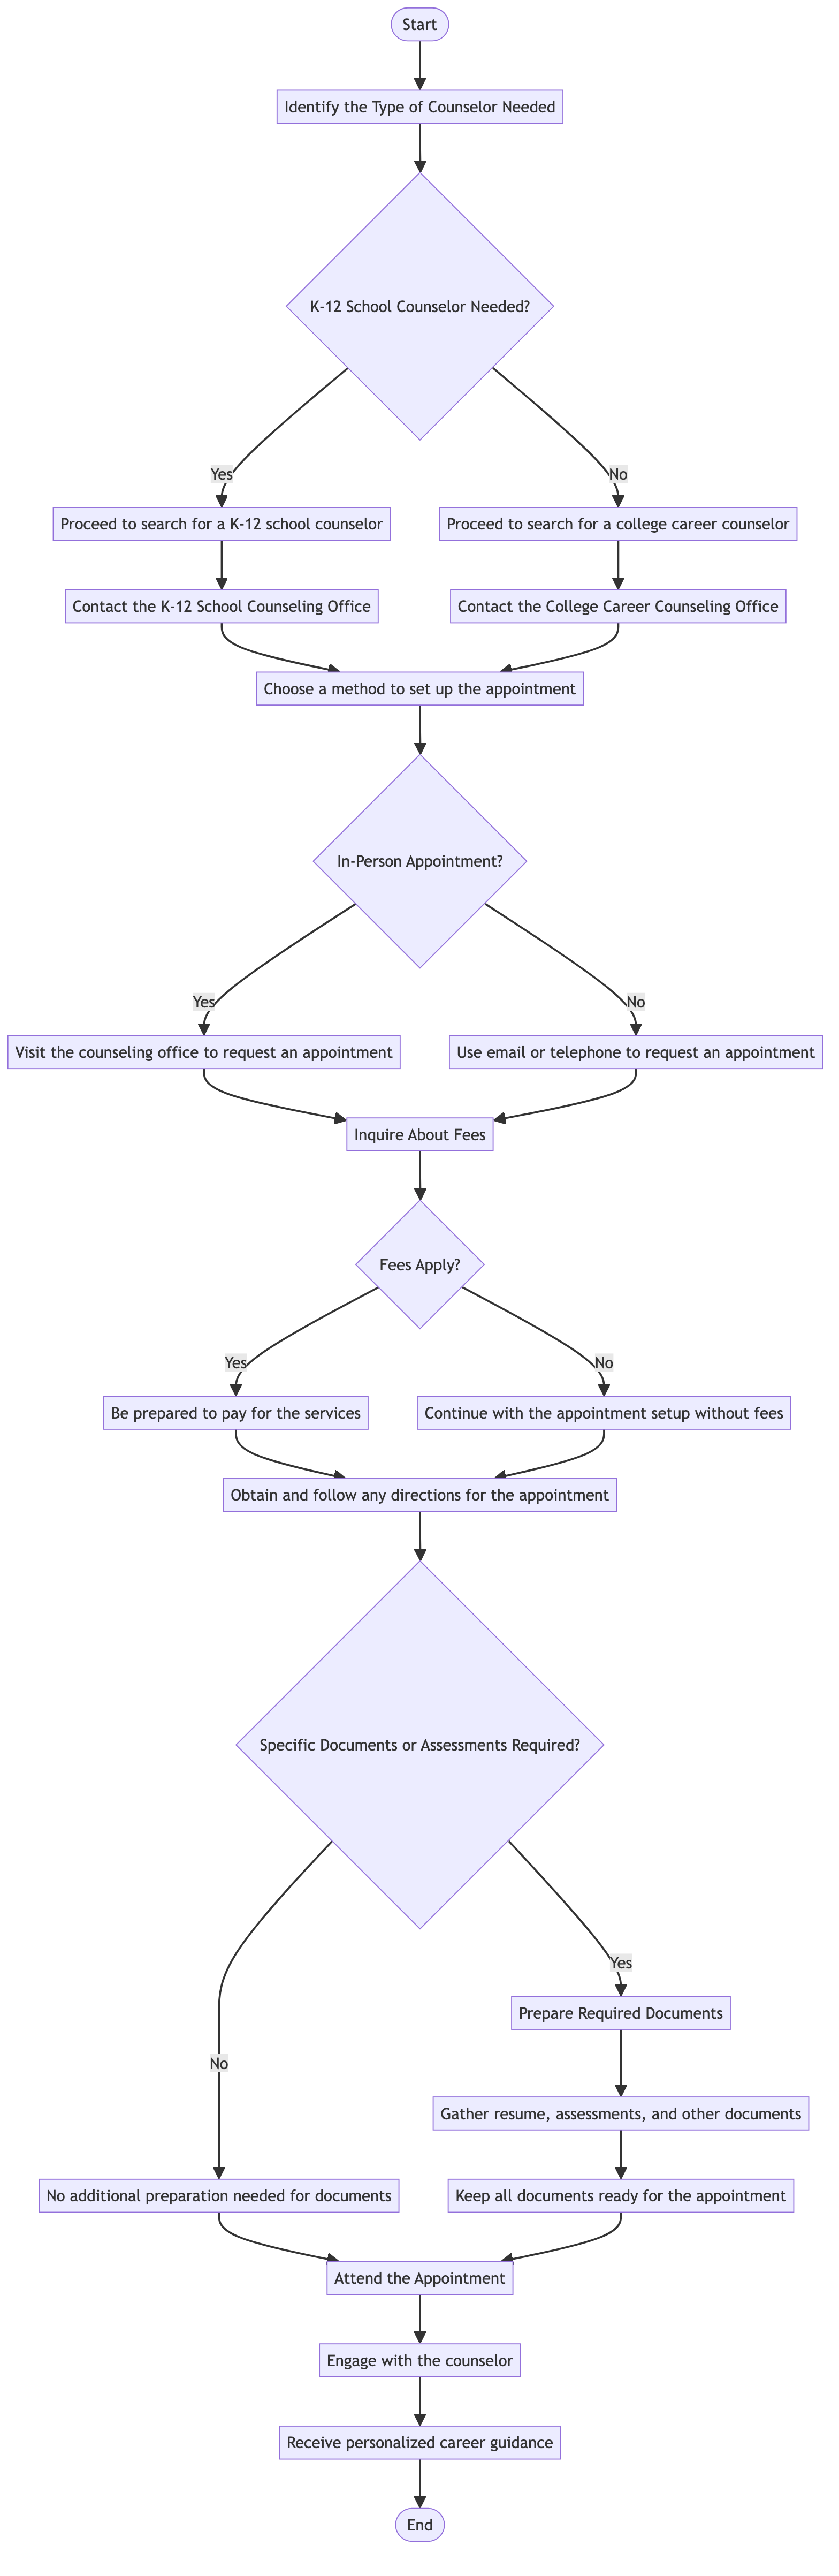 Start
Identify the Type of Counselor Needed
K-12 School Counselor Needed?
Yes
No
Proceed to search for a K-12 school counselor
Proceed to search for a college career counselor
Contact the K-12 School Counseling Office
Contact the College Career Counseling Office
Choose a method to set up the appointment
In-Person Appointment?
Yes
No
Visit the counseling office to request an appointment
Use email or telephone to request an appointment
Inquire About Fees
Fees Apply?
Yes
No
Be prepared to pay for the services
Continue with the appointment setup without fees
Obtain and follow any directions for the appointment
Specific Documents or Assessments Required?
Yes
Prepare Required Documents
No
Gather resume, assessments, and other documents
No additional preparation needed for documents
Keep all documents ready for the appointment
Attend the Appointment
Engage with the counselor
Receive personalized career guidance
End